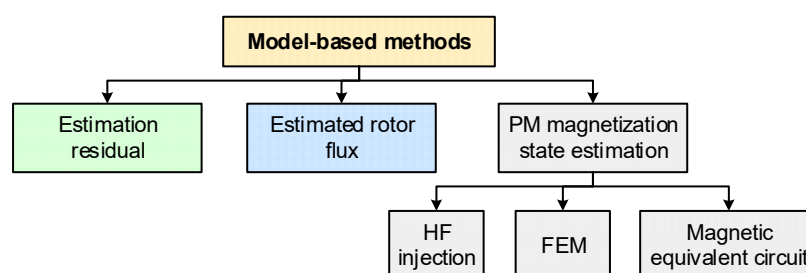 Model-based methods
Estimation
residual
Estimated rotor
flux
PM magnetization
state estimation
HF
injection
FEM
Magnetic
equivalent circuit